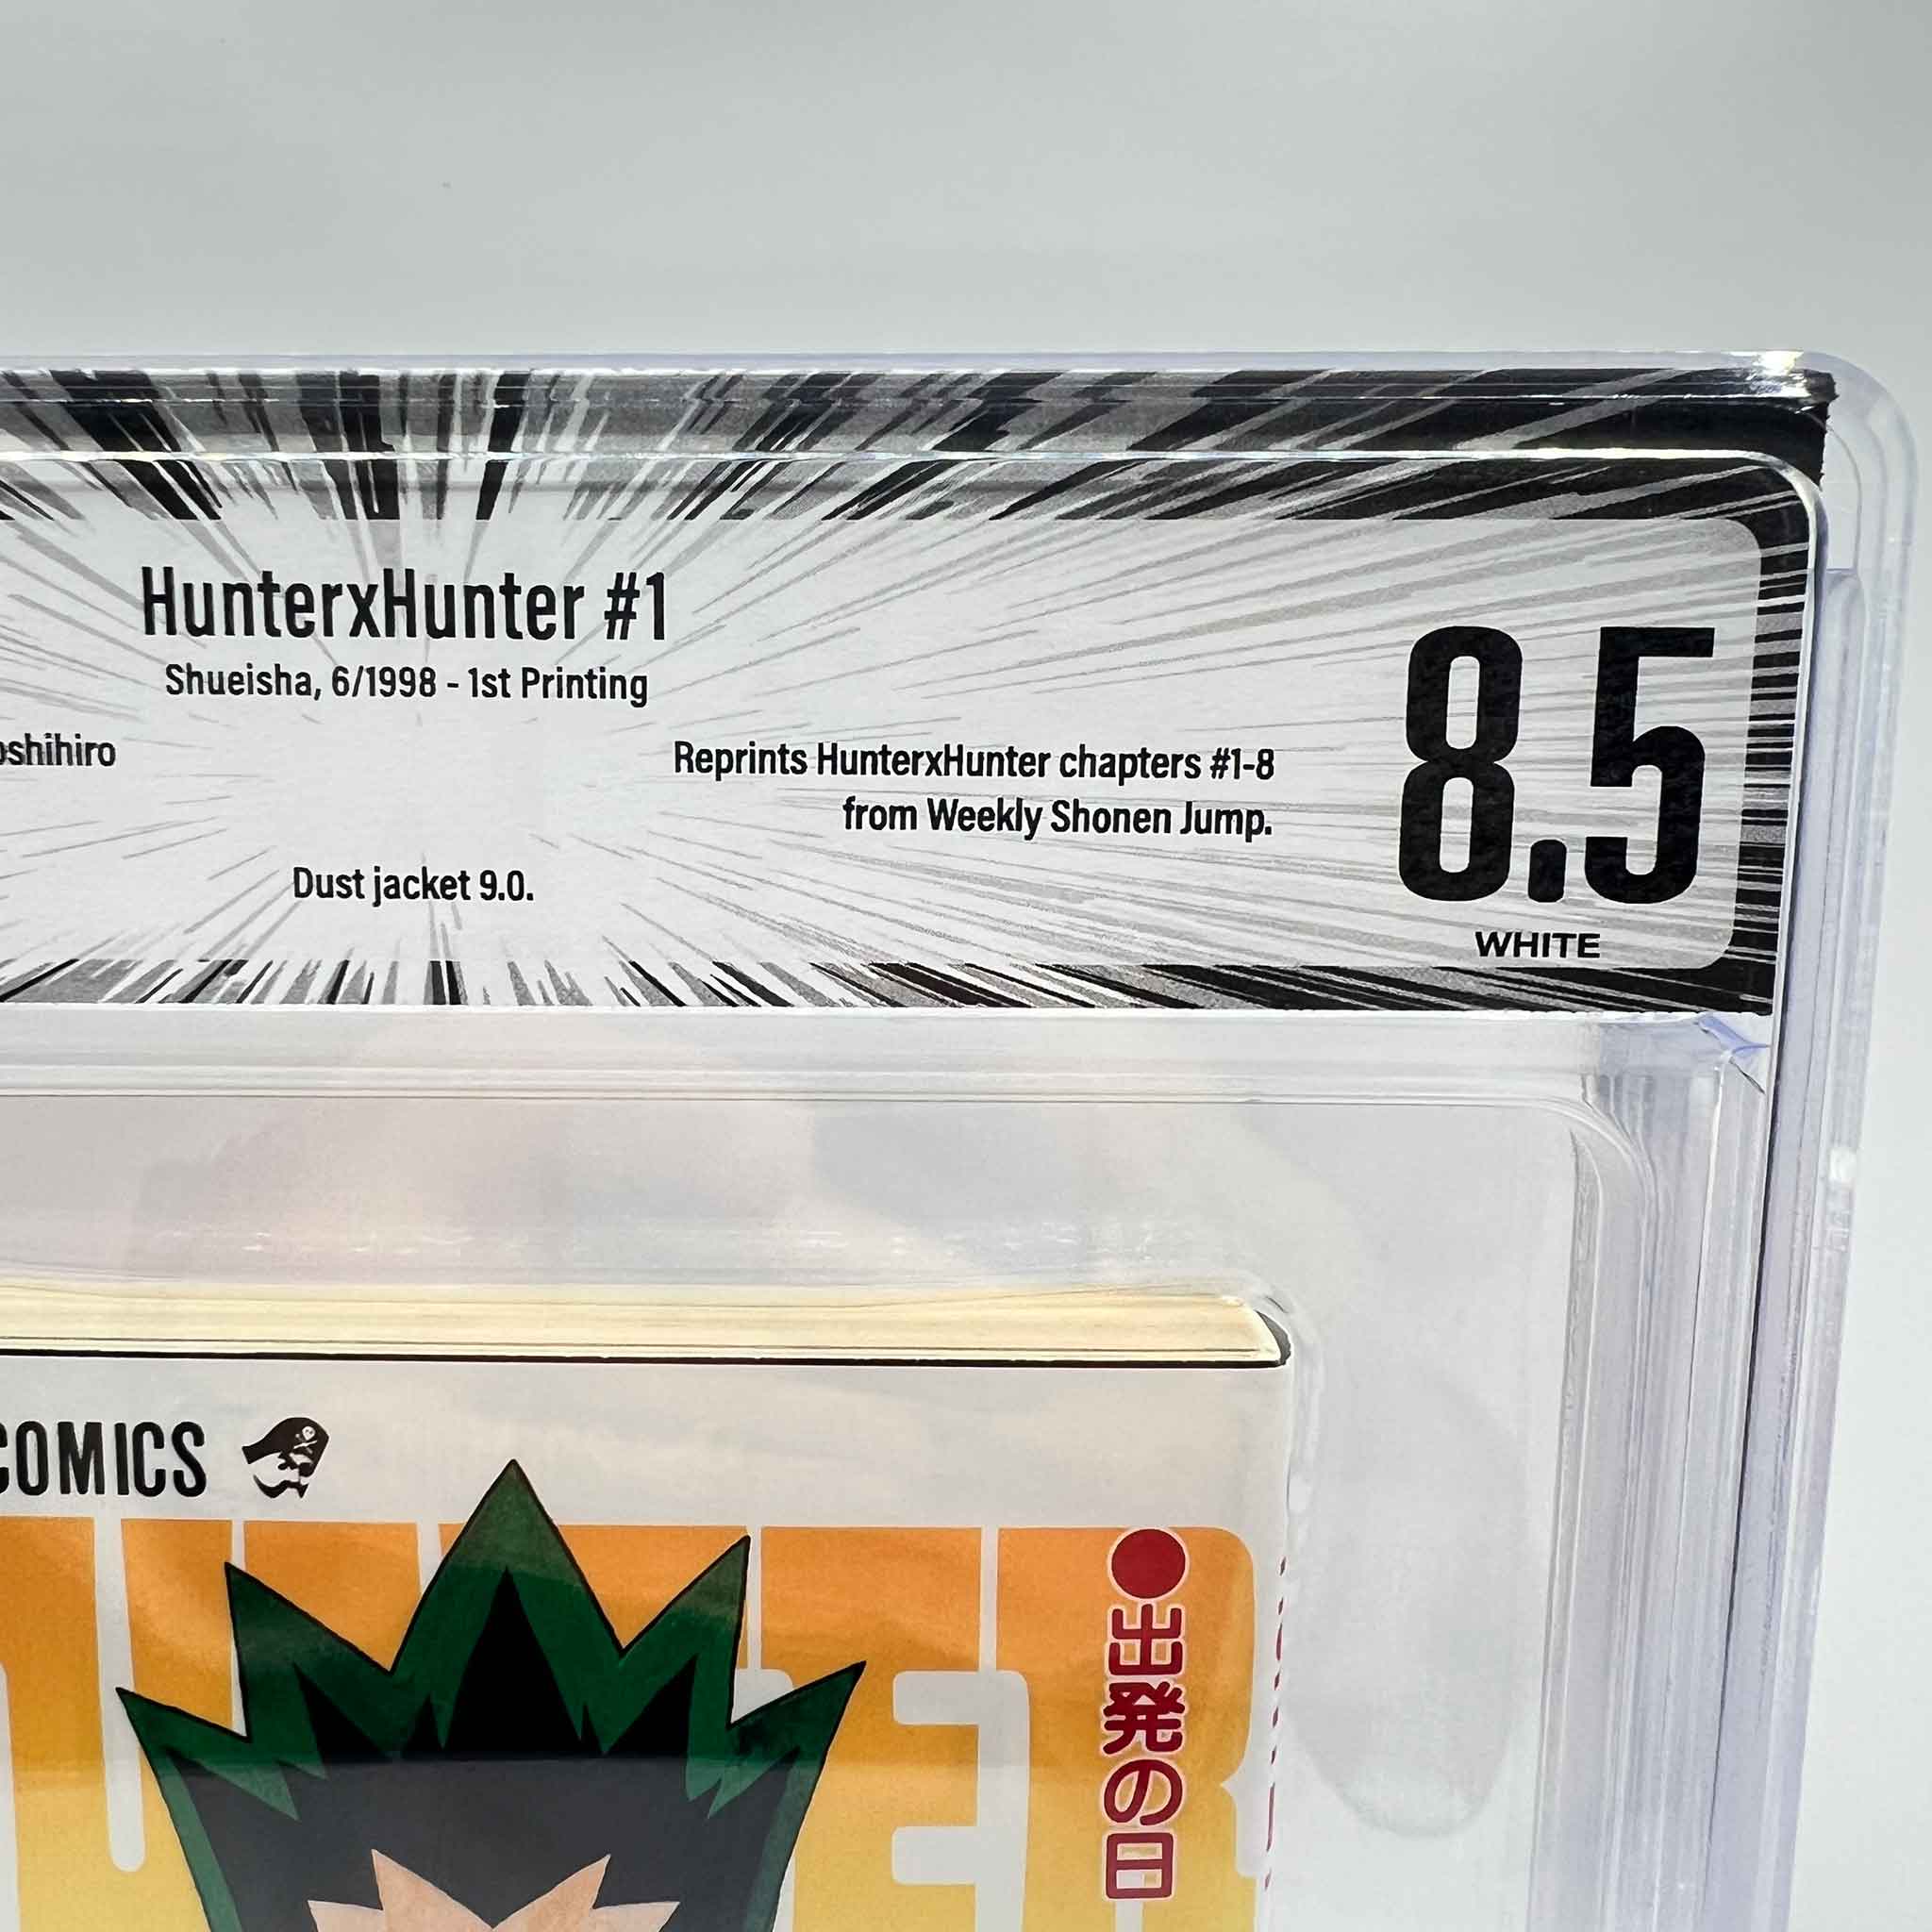 HunterxHunter #1
Shueisha, 6/1998 - 1st Printing
Reprints HunterxHunter chapters #1-8
from Weekly Shonen Jump.
Dust jacket 9.0.
8.5
WHITE
COMICS
●出発の日